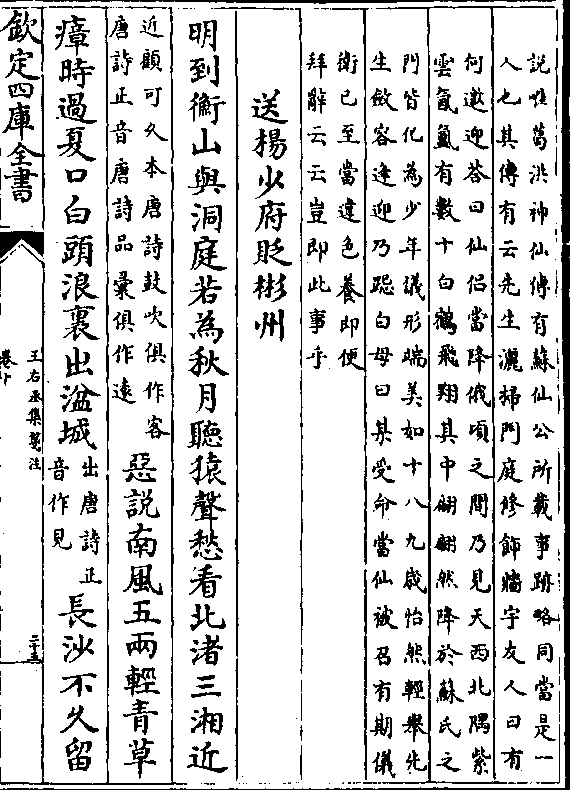 說惟葛洪神仙傳有蘇仙公所載事跡略同當是一
人也其傳有云先生灑掃門庭修飾牆宇友人曰有
何邀迎答曰仙侣當降俄頃之間乃見天西北隅紫
雲氤氲有數十白鶴飛翔其中翩翩然降於蘇氏之
門皆化為少年儀形端美如十八九歲怡然輕舉先
生斂容逢迎乃跪白母曰某受命當仙被召有期儀
衛已至當違色養即便
拜辭云云豈即此事乎
送楊少府貶郴州
明到衡山與洞庭若為秋月聽猿聲愁看北渚三湘近
近顧可久本唐詩鼓吹俱作客
唐詩正音唐詩品彙俱作遠
惡說南風五兩輕青草
瘴時過夏口白頭浪裏出湓城
出唐詩正
音作見
長沙不久留
欽定四庫全書
王右丞集箋注
卷十
二十五